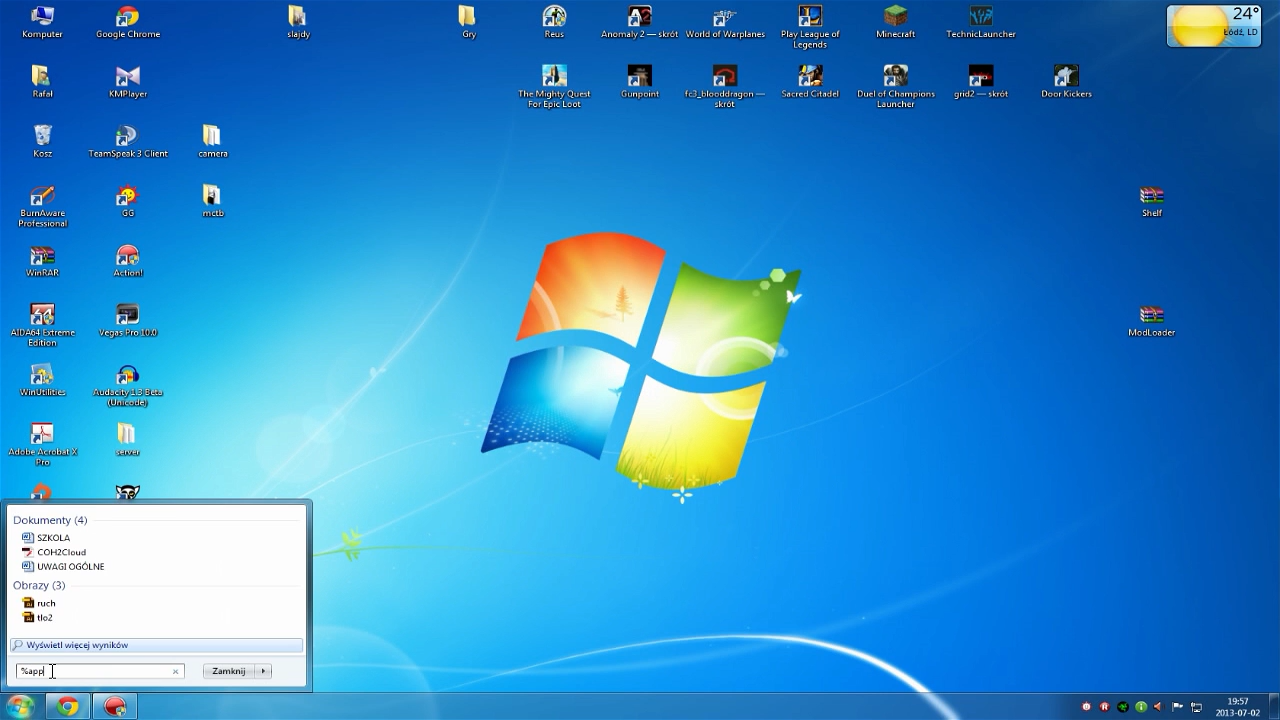 Komputer
Google Chrome
slajdy
Gry
Reus
Anomaly 2 — skrót
World of Warplanes
Play League of
Legends
Minecraft
TechnicLauncher
24°
Łódź, LD
Rafał
KMPlayer
The Mighty Quest
For Epic Loot
Gunpoint
fc3_blooddragon —
skrót
Sacred Citadel
Duel of Champions
Launcher
grid2 — skrót
Door Kickers
Kosz
TeamSpeak 3 Client
camera
BurnAware
Professional
GG
mctb
Shelf
WinRAR
Action!
AIDA64 Extreme
Edition
Vegas Pro 10.0
ModLoader
WinUtilities
Audacity 1.3 Beta
(Unicode)
Adobe Acrobat X
Pro
server
Dokumenty (4)
SZKOLA
COH2Cloud
UWAGI OGÓLNE
Obrazy (3)
ruch
tlo2
Wyświetl więcej wyników
%app
Zamknij
19:57
2013-07-02